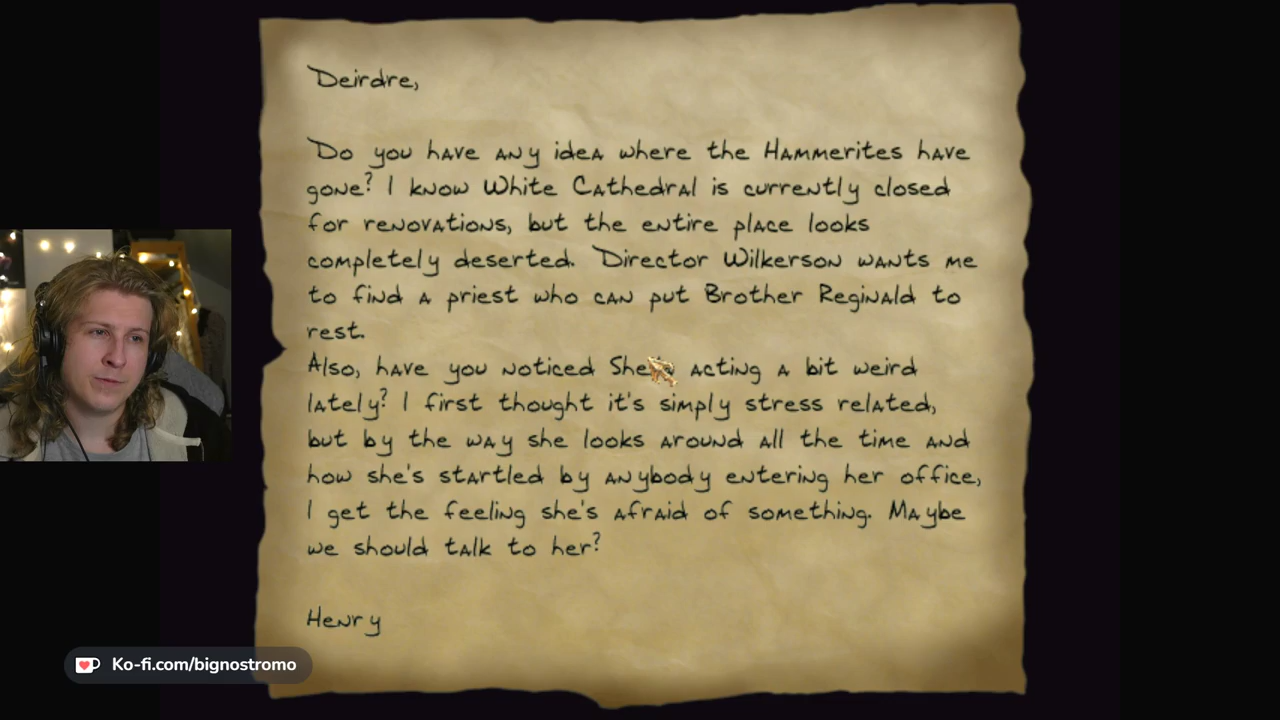 Deirdre,
Do you have any idea where the Hammerites have
gone? I know White Cathedral is currently closed
for renovations, but the entire place looks
completely deserted. Director Wilkerson wants me
to find a priest who can put Brother Reginald to
rest.
Also, have you noticed acting a bit weird
lately? I first thought it's simply stress related,
but by the way she looks around all the time and
how she's startled by anybody entering her office,
I get the feeling she's afraid of something. Maybe
we should talk to her?
Henry
Ko-fi.com/bignostromo